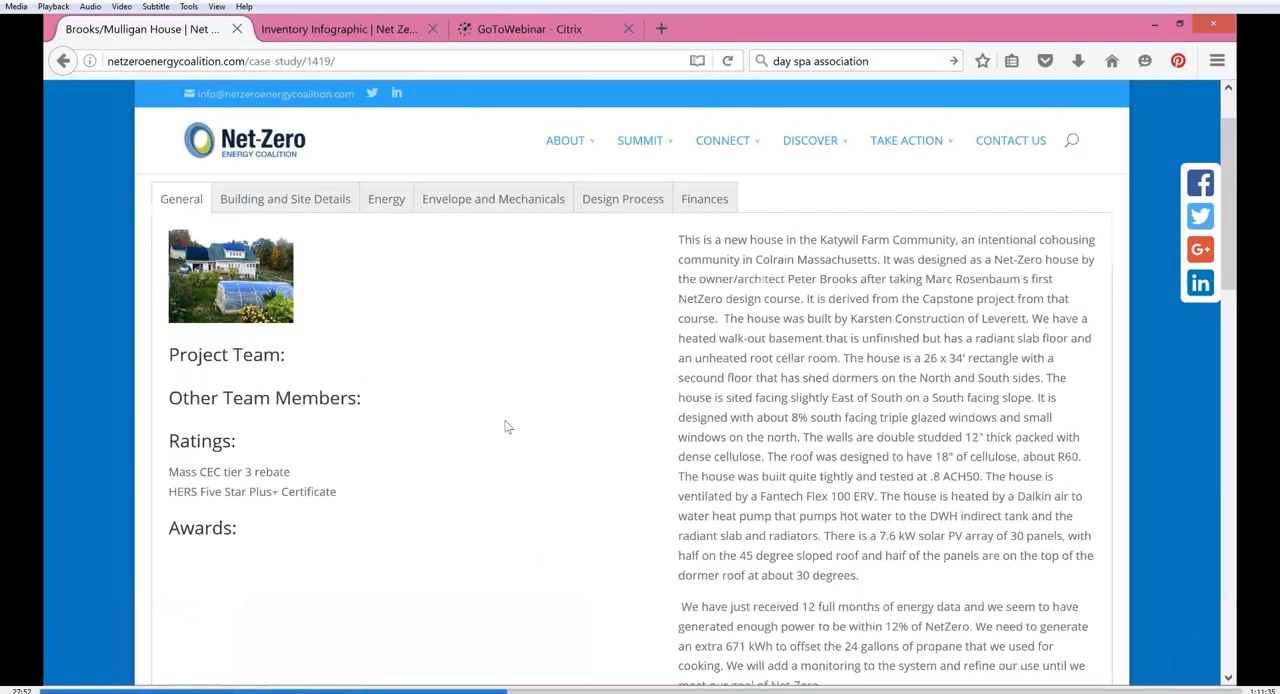 Media Playback Audio Video Subtitle Tools View Help
Brooks/Mulligan House | Net ...
Inventory Infographic | Net Ze...
GoToWebinar - Citrix
netzeroenergycoalition.com/case-study/1419/
day spa association
info@netzeroenergycoalition.com
Net-Zero
ENERGY COALITION
ABOUT SUMMIT CONNECT DISCOVER TAKE ACTION CONTACT US
General Building and Site Details Energy Envelope and Mechanicals Design Process Finances
Project Team:
Other Team Members:
Ratings:
Mass CEC tier 3 rebate
HERS Five Star Plus+ Certificate
Awards:
This is a new house in the Katywil Farm Community, an intentional cohousing
community in Colrain Massachusetts. It was designed as a Net-Zero house by
the owner/architect Peter Brooks after taking Marc Rosenbaum's first
NetZero design course. It is derived from the Capstone project from that
course. The house was built by Karsten Construction of Leverett. We have a
heated walk-out basement that is unfinished but has a radiant slab floor and
an unheated root cellar room. The house is a 26 x 34' rectangle with a
secound floor that has shed dormers on the North and South sides. The
house is sited facing slightly East of South on a South facing slope. It is
designed with about 8% south facing triple glazed windows and small
windows on the north. The walls are double studded 12" thick packed with
dense cellulose. The roof was designed to have 18" of cellulose, about R60.
The house was built quite tightly and tested at .8 ACH50. The house is
ventilated by a Fantech Flex 100 ERV. The house is heated by a Daikin air to
water heat pump that pumps hot water to the DWH indirect tank and the
radiant slab and radiators. There is a 7.6 kW solar PV array of 30 panels, with
half on the 45 degree sloped roof and half of the panels are on the top of the
dormer roof at about 30 degrees.
We have just received 12 full months of energy data and we seem to have
generated enough power to be within 12% of NetZero. We need to generate
an extra 671 kWh to offset the 24 gallons of propane that we used for
cooking. We will add a monitoring to the system and refine our use until we
meet our goal of Net-Zero
f
G+
in
27:52
1:11:35